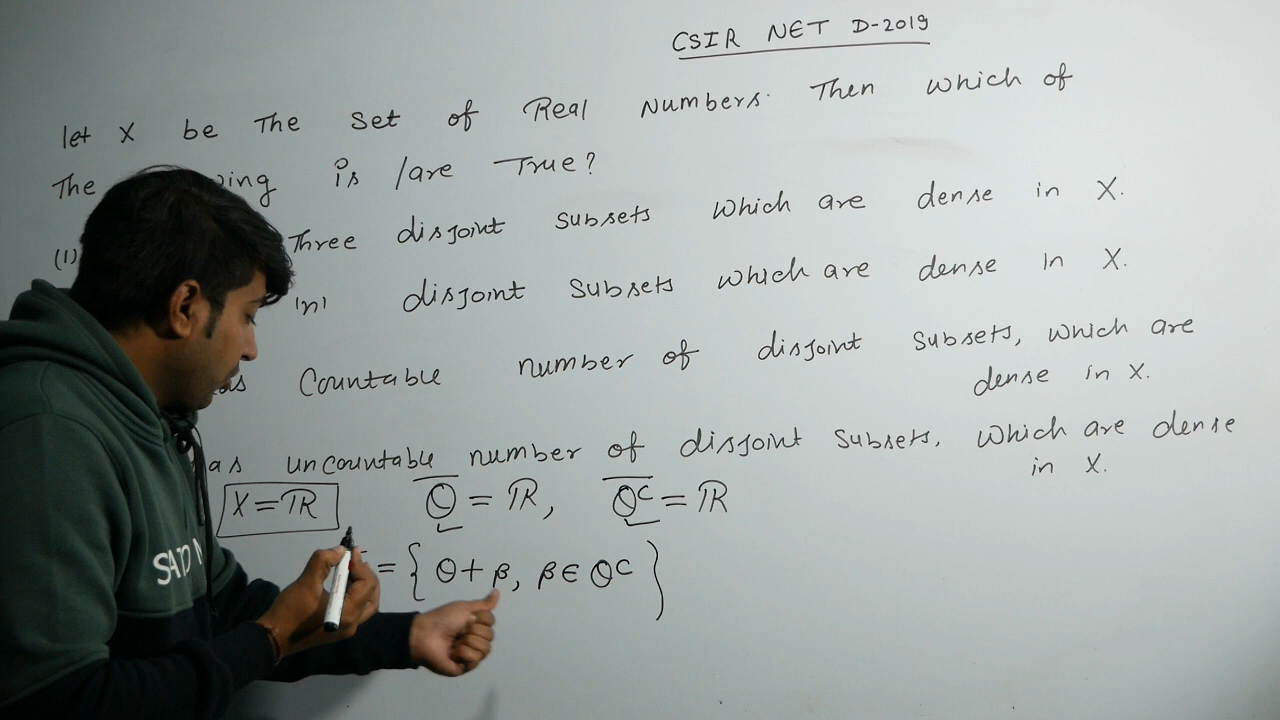 CSIR NET D-2019
let X be The Set of Real Numbers. Then which of
The wing is /are True?
(1) Three disjoint subsets which are dense in X.
'n' disjoint subsets which are dense in X.
as Countable number of disjoint subsets, which are
dense in X.
as uncountable number of disjoint subsets, which are dense
in X.
X=ℝ Q̅ = ℝ, Q̅ᶜ̅ = ℝ
= { Q+β, β∈ Qᶜ }